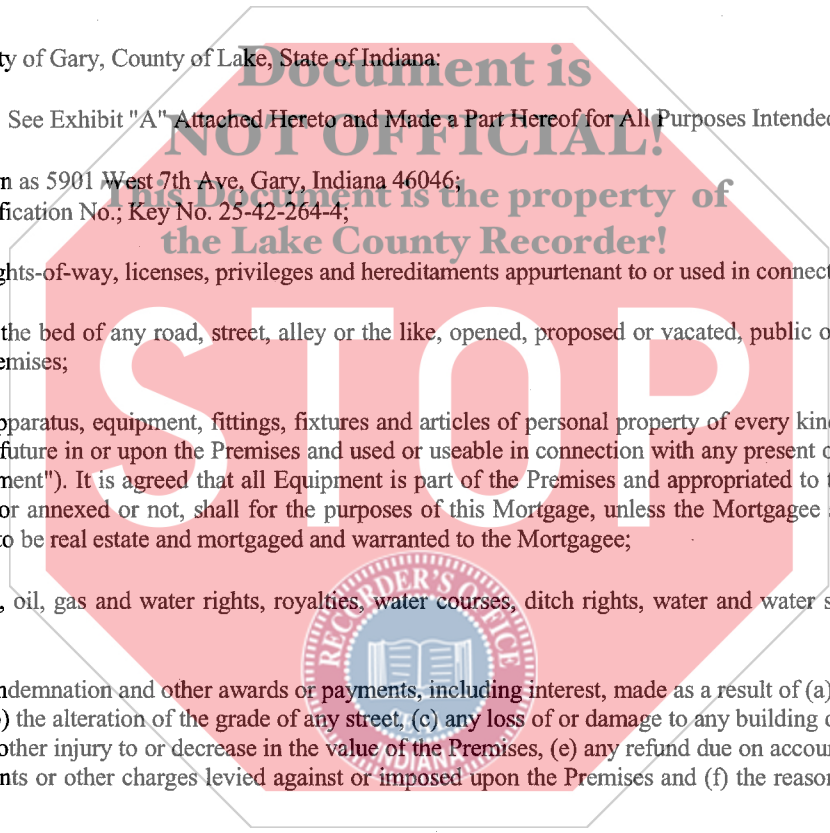 ty of Gary, County of Lake, State of Indiana:
Document is
See Exhibit "A" Attached Hereto and Made a Part Hereof for All Purposes Intended
NOT OFFICIAL!
n as 5901 West 7th Ave, Gary, Indiana 46046;
This Document is the property of
fication No.; Key No. 25-42-264-4;
the Lake County Recorder!
ghts-of-way, licenses, privileges and hereditaments appurtenant to or used in connect
the bed of any road, street, alley or the like, opened, proposed or vacated, public o
emises;
STOP
pparatus, equipment, fittings, fixtures and articles of personal property of every kind
future in or upon the Premises and used or useable in connection with any present o
ment"). It is agreed that all Equipment is part of the Premises and appropriated to t
or annexed or not, shall for the purposes of this Mortgage, unless the Mortgagee
to be real estate and mortgaged and warranted to the Mortgagee;
, oil, gas and water rights, royalties, water courses, ditch rights, water and water s
RECORDER'S OFFICE
ndemnation and other awards or payments, including interest, made as a result of (a)
) the alteration of the grade of any street, (c) any loss of or damage to any building o
other injury to or decrease in the value of the Premises, (e) any refund due on accou
INDIANA
nts or other charges levied against or imposed upon the Premises and (f) the reason